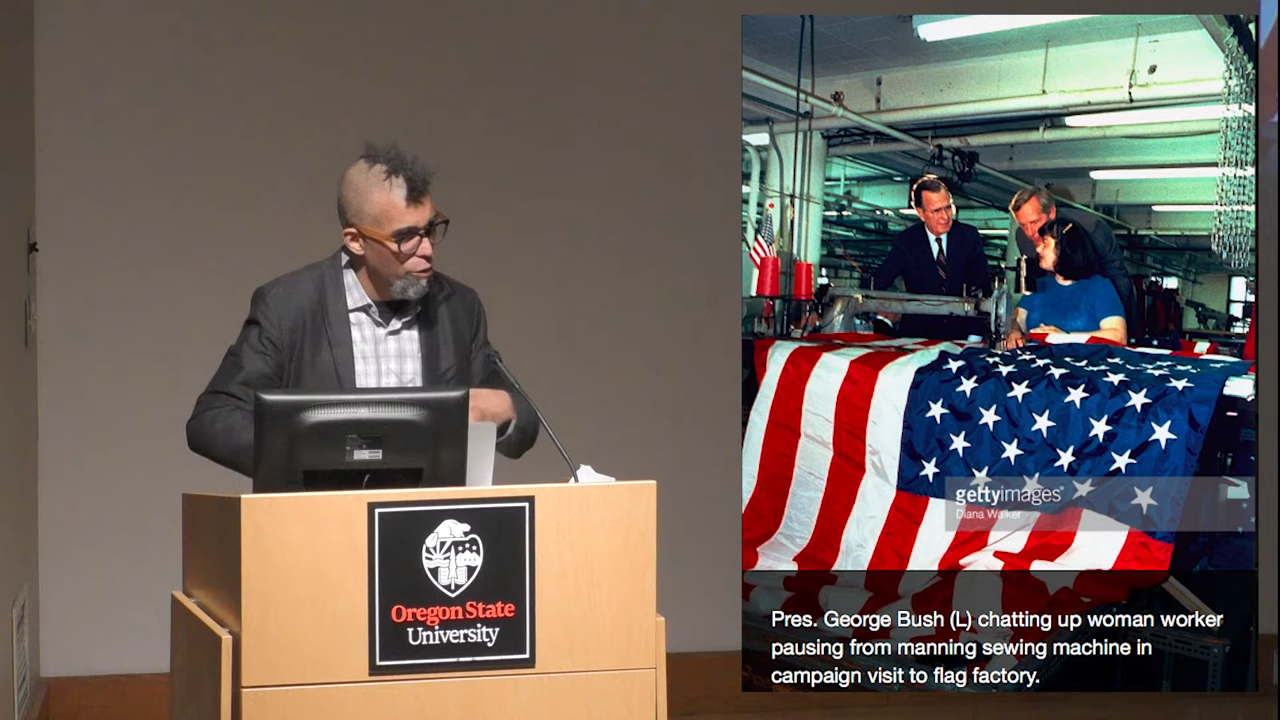 gettyimages®
Diana Walker
Oregon State
University
Pres. George Bush (L) chatting up woman worker
pausing from manning sewing machine in
campaign visit to flag factory.